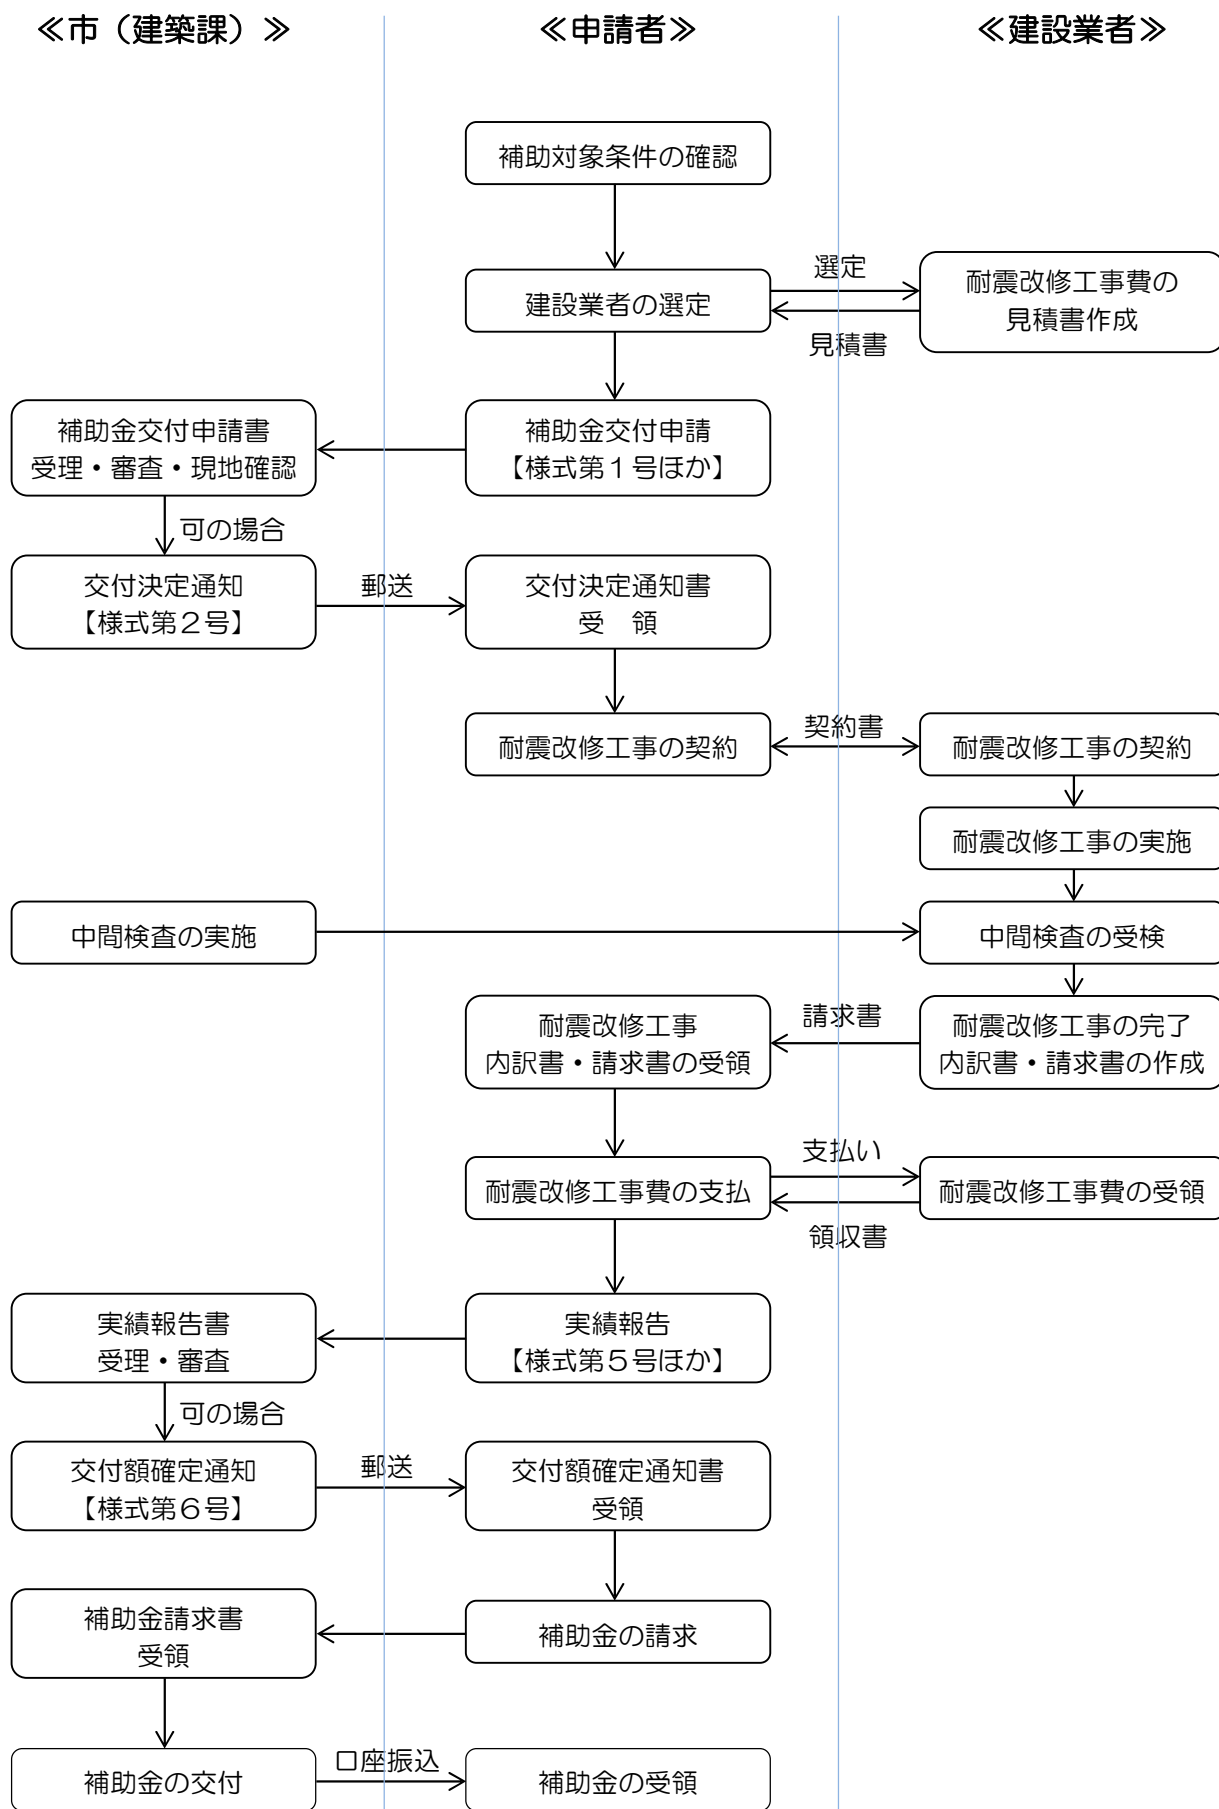 ≪市（建築課）≫
≪申請者≫
≪建設業者≫
補助対象条件の確認
建設業者の選定
選定
見積書
耐震改修工事費の
見積書作成
補助金交付申請書
受理・審査・現地確認
補助金交付申請
【様式第１号ほか】
可の場合
交付決定通知
【様式第２号】
郵送
交付決定通知書
受　領
耐震改修工事の契約
契約書
耐震改修工事の契約
耐震改修工事の実施
中間検査の実施
中間検査の受検
耐震改修工事
内訳書・請求書の受領
請求書
耐震改修工事の完了
内訳書・請求書の作成
耐震改修工事費の支払
支払い
領収書
耐震改修工事費の受領
実績報告書
受理・審査
実績報告
【様式第５号ほか】
可の場合
交付額確定通知
【様式第６号】
郵送
交付額確定通知書
受領
補助金請求書
受領
補助金の請求
補助金の交付
口座振込
補助金の受領